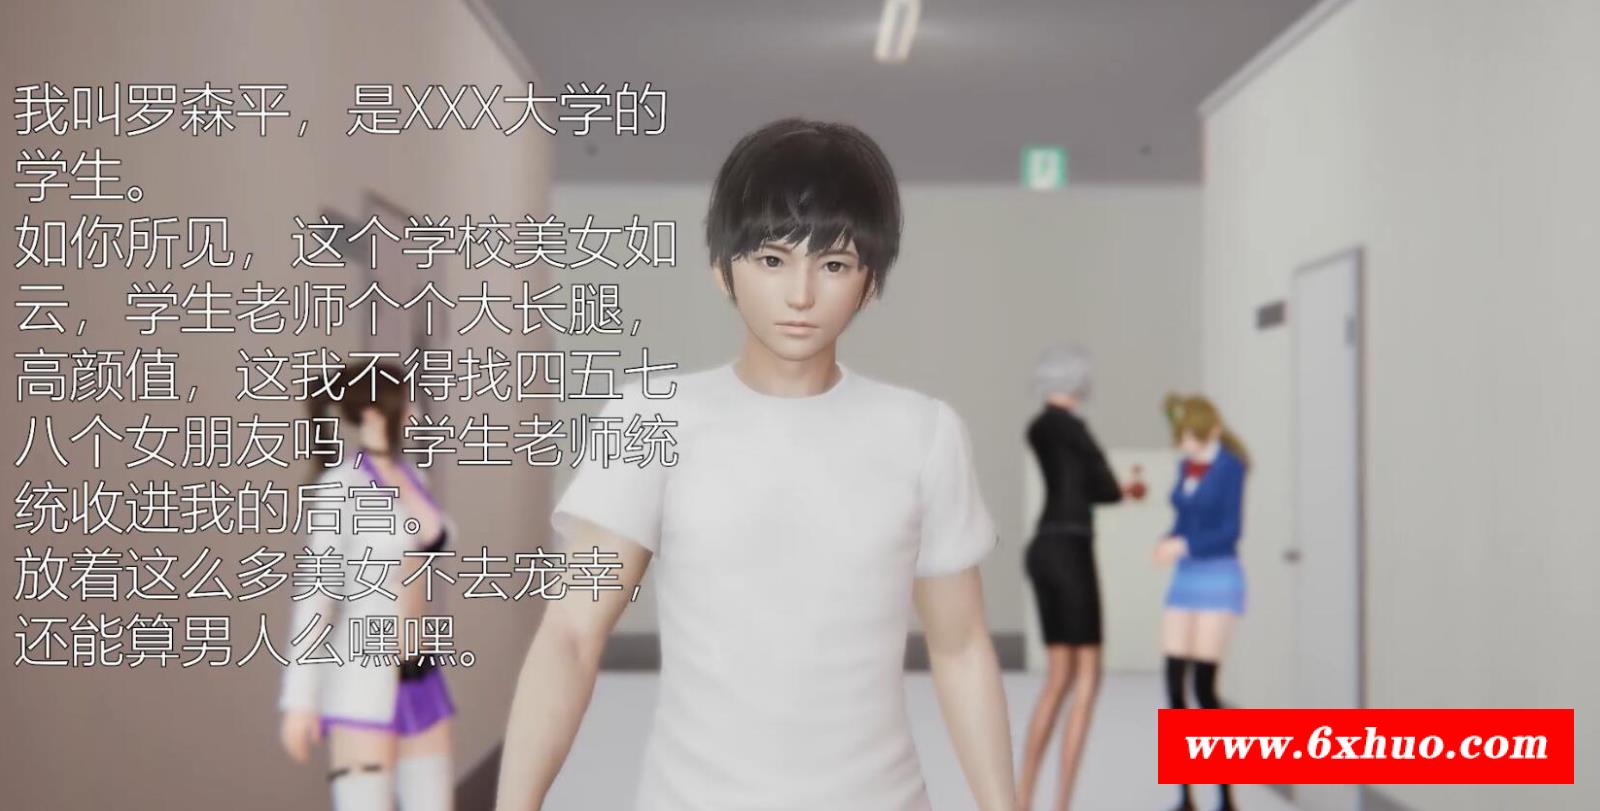 我叫罗森平，是XXX大学的
学生。
如你所见，这个学校美女如
云，学生老师个个大长腿，
高颜值，这我不得找四五七
八个女朋友吗，学生老师统
统收进我的后宫。
放着这么多美女不去宠幸，
还能算男人么嘿嘿。
www.6xhuo.com